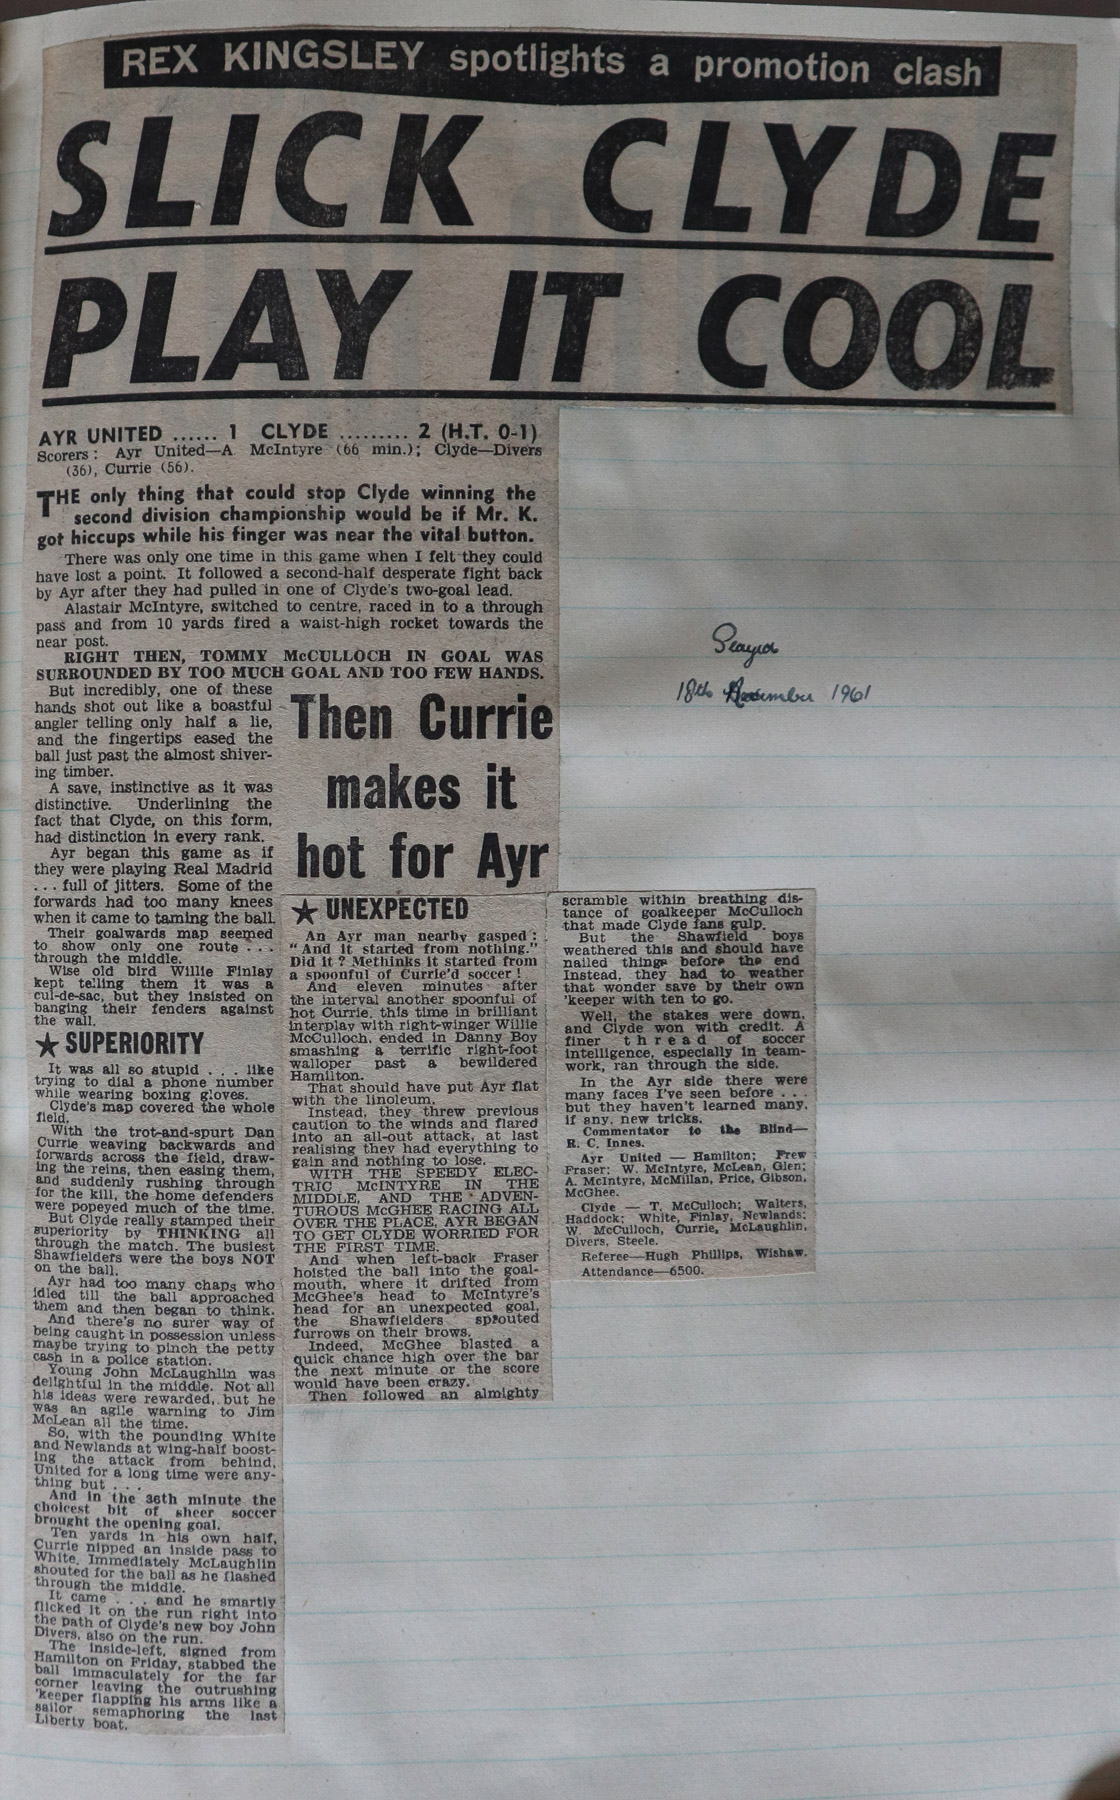 REX KINGSLEY spotlights a promotion clash
SLICK CLYDE
PLAY IT COOL
AYR UNITED ...... 1 CLYDE ......... 2 (H.T. 0-1)
Scorers: Ayr United—A McIntyre (66 min.); Clyde—Divers
(36), Currie (56).
THE only thing that could stop Clyde winning the
second division championship would be if Mr. K.
got hiccups while his finger was near the vital button.
There was only one time in this game when I felt they could
have lost a point. It followed a second-half desperate fight back
by Ayr after they had pulled in one of Clyde's two-goal lead.
Alastair McIntyre, switched to centre, raced in to a through
pass and from 10 yards fired a waist-high rocket towards the
near post.
RIGHT THEN, TOMMY McCULLOCH IN GOAL WAS
SURROUNDED BY TOO MUCH GOAL AND TOO FEW HANDS.
But incredibly, one of these
hands shot out like a boastful
angler telling only half a lie,
and the fingertips eased the
ball just past the almost shiver-
ing timber.
A save, instinctive as it was
distinctive. Underlining the
fact that Clyde, on this form,
had distinction in every rank.
Ayr began this game as if
they were playing Real Madrid
. . . full of jitters. Some of the
forwards had too many knees
when it came to taming the ball.
Their goalwards map seemed
to show only one route . . .
through the middle.
Wise old bird Willie Finlay
kept telling them it was a
cul-de-sac, but they insisted on
banging their fenders against
the wall.
★ SUPERIORITY
It was all so stupid . . . like
trying to dial a phone number
while wearing boxing gloves.
Clyde's map covered the whole
field.
With the trot-and-spurt Dan
Currie weaving backwards and
forwards across the field, draw-
ing the reins, then easing them,
and suddenly rushing through
for the kill, the home defenders
were popeyed much of the time.
But Clyde really stamped their
superiority by THINKING all
through the match. The busiest
Shawfielders were the boys NOT
on the ball.
Ayr had too many chaps who
idled till the ball approached
them and then began to think.
And there's no surer way of
being caught in possession unless
maybe trying to pinch the petty
cash in a police station.
Young John McLaughlin was
delightful in the middle. Not all
his ideas were rewarded, but he
was an agile warning to Jim
McLean all the time.
So, with the pounding White
and Newlands at wing-half boost-
ing the attack from behind,
United for a long time were any-
thing but . . .
And in the 36th minute the
choicest bit of sheer soccer
brought the opening goal.
Ten yards in his own half,
Currie nipped an inside pass to
White. Immediately McLaughlin
shouted for the ball as he flashed
through the middle.
It came . . . and he smartly
flicked it on the run right into
the path of Clyde's new boy John
Divers, also on the run.
The inside-left, signed from
Hamilton on Friday, stabbed the
ball immaculately for the far
corner leaving the outrushing
'keeper flapping his arms like a
sailor semaphoring the last
Liberty boat.
Then Currie
makes it
hot for Ayr
★ UNEXPECTED
An Ayr man nearby gasped:
"And it started from nothing."
Did it? Methinks it started from
a spoonful of Currie'd soccer!
And eleven minutes after
the interval another spoonful of
hot Currie, this time in brilliant
interplay with right-winger Willie
McCulloch, ended in Danny Boy
smashing a terrific right-foot
walloper past a bewildered
Hamilton.
That should have put Ayr flat
with the linoleum.
Instead, they threw previous
caution to the winds and flared
into an all-out attack, at last
realising they had everything to
gain and nothing to lose.
WITH THE SPEEDY ELEC-
TRIC McINTYRE IN THE
MIDDLE, AND THE ADVEN-
TUROUS McGHEE RACING ALL
OVER THE PLACE, AYR BEGAN
TO GET CLYDE WORRIED FOR
THE FIRST TIME.
And when left-back Fraser
hoisted the ball into the goal-
mouth, where it drifted from
McGhee's head to McIntyre's
head for an unexpected goal,
the Shawfielders sprouted
furrows on their brows.
Indeed, McGhee blasted a
quick chance high over the bar
the next minute or the score
would have been crazy.
Then followed an almighty
scramble within breathing dis-
tance of goalkeeper McCulloch
that made Clyde fans gulp.
But the Shawfield boys
weathered this and should have
nailed things before the end
Instead, they had to weather
that wonder save by their own
'keeper with ten to go.
Well, the stakes were down,
and Clyde won with credit. A
finer thread of soccer
intelligence, especially in team-
work, ran through the side.
In the Ayr side there were
many faces I've seen before . . .
but they haven't learned many,
if any, new tricks.
Commentator to the Blind—
R. C. Innes.
Ayr United — Hamilton; Frew
Fraser; W. McIntyre, McLean, Glen;
A. McIntyre, McMillan, Price, Gibson,
McGhee.
Clyde — T. McCulloch; Walters,
Haddock; White, Finlay, Newlands;
W. McCulloch, Currie, McLaughlin,
Divers, Steele.
Referee—Hugh Phillips, Wishaw.
Attendance—6500.
18th 1961